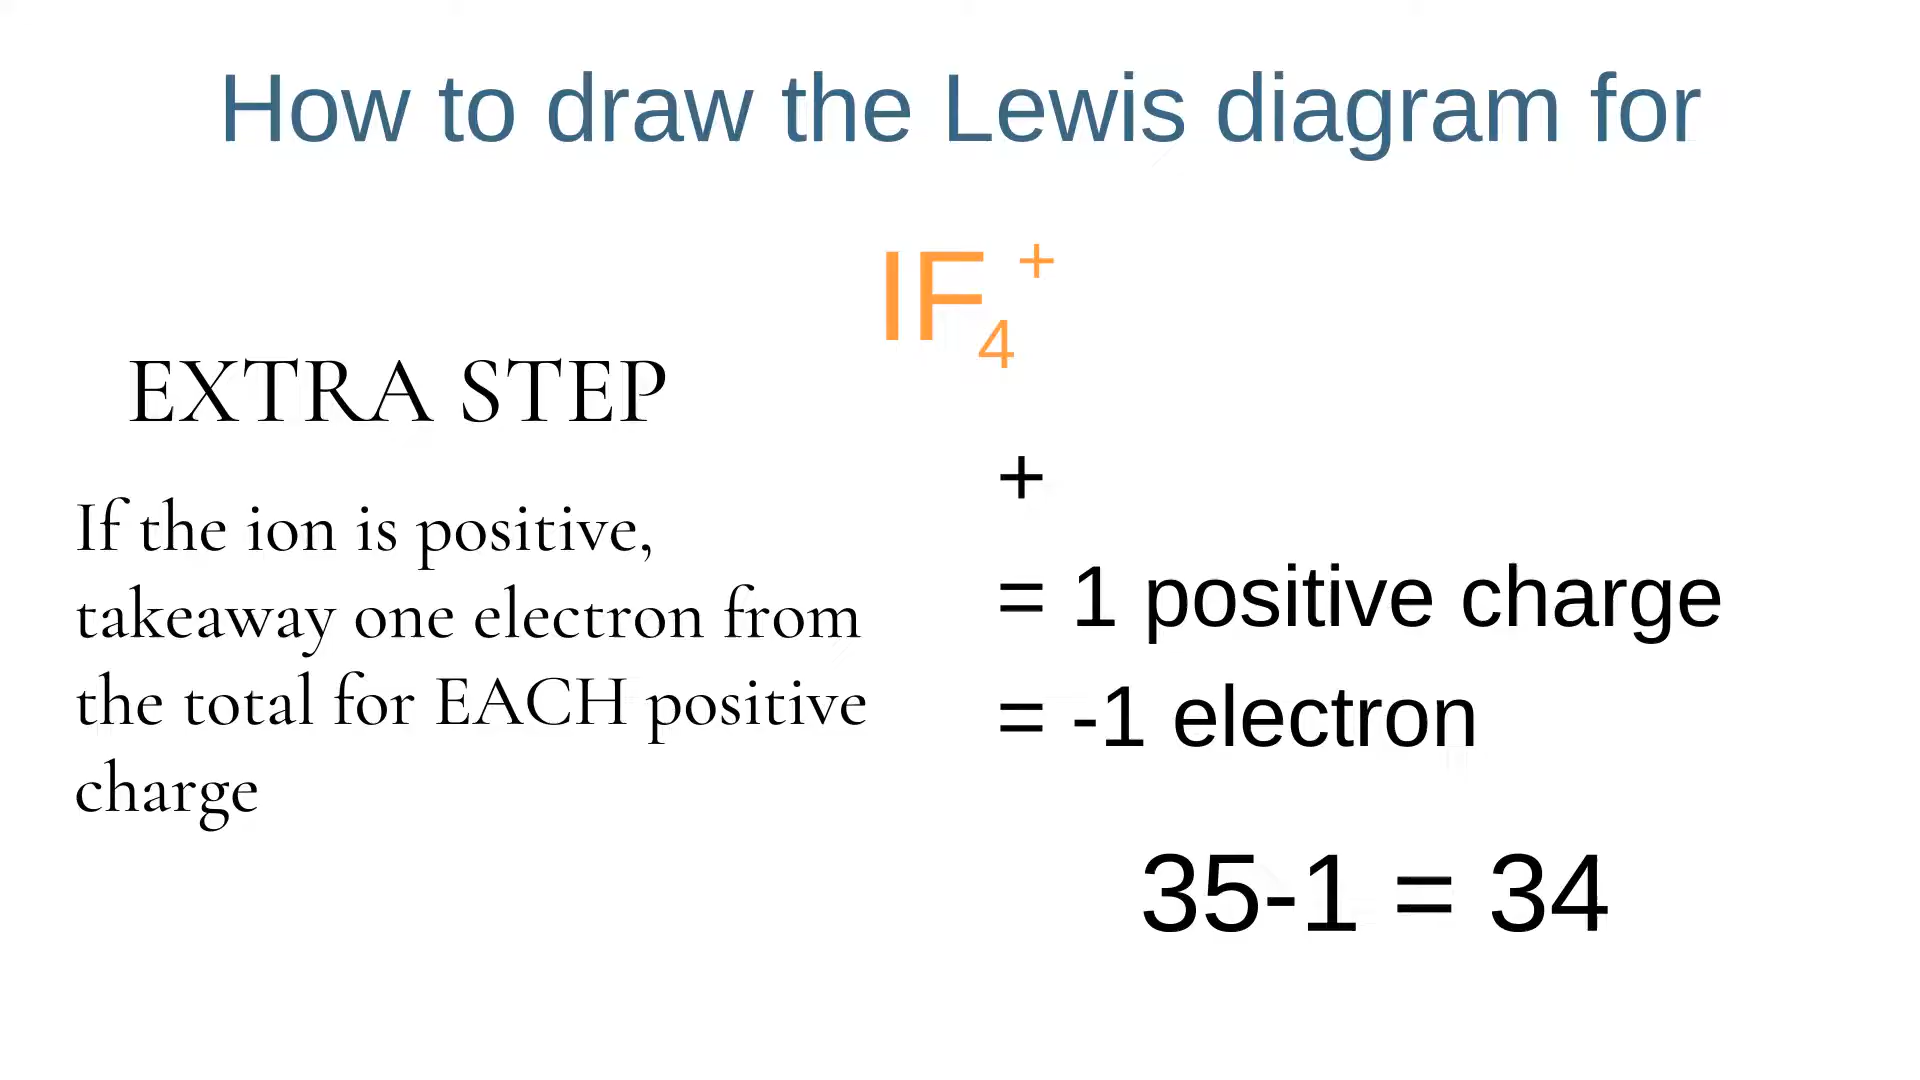 How to draw the Lewis diagram for
IF₄⁺
EXTRA STEP
If the ion is positive,
takeaway one electron from
the total for EACH positive
charge
+
= 1 positive charge
= -1 electron
35-1 = 34